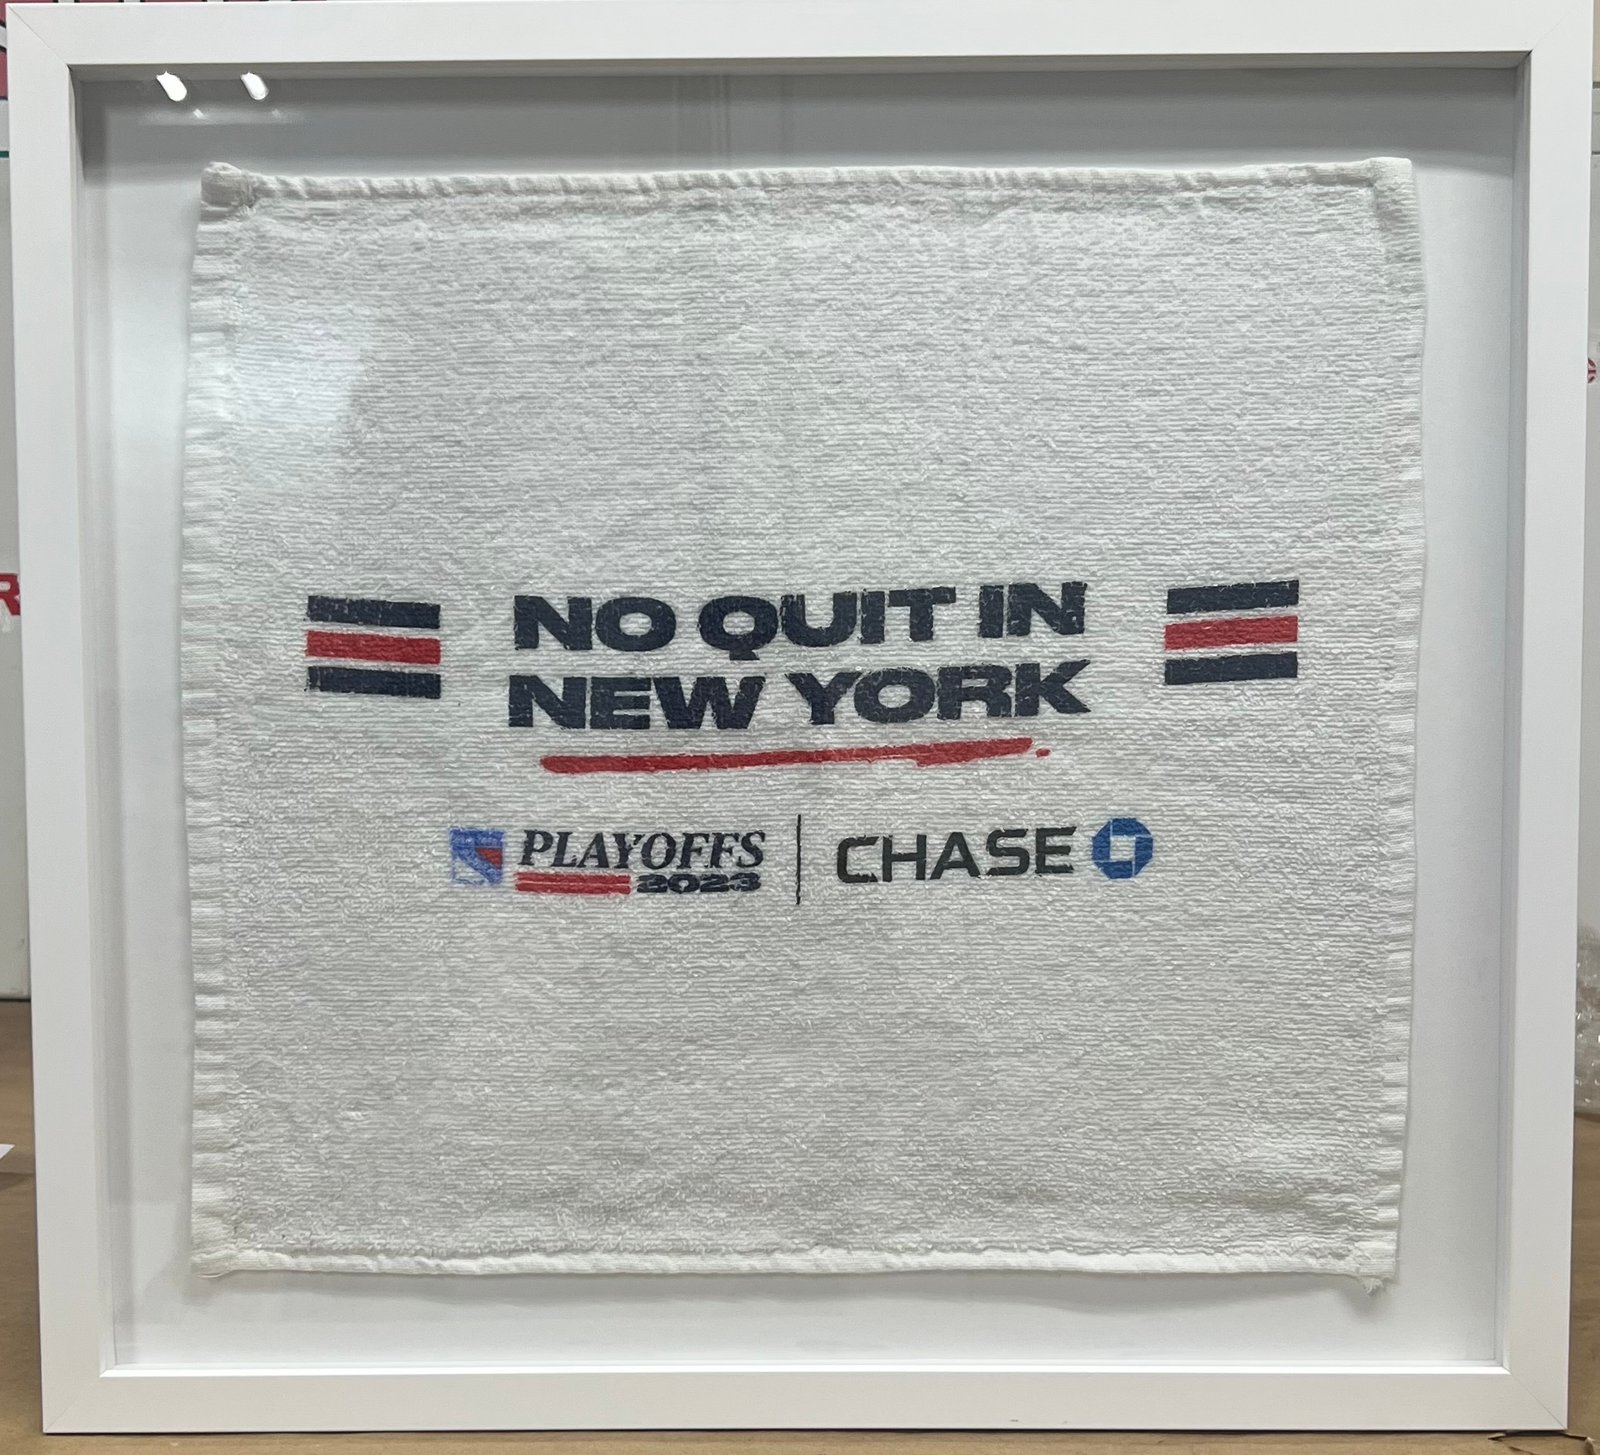 NO QUIT IN
NEW YORK
PLAYOFFS
2023
CHASE